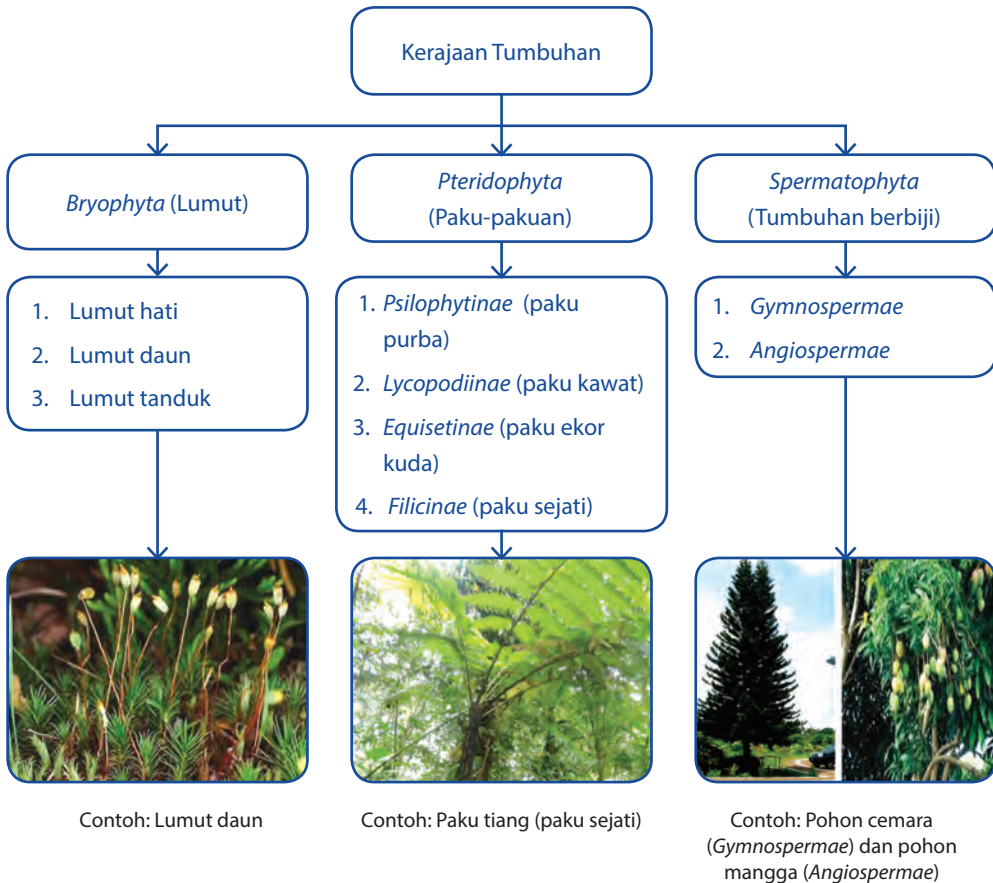 Kerajaan Tumbuhan
Bryophyta (Lumut)
Pteridophyta
(Paku-pakuan)
Spermatophyta
(Tumbuhan berbiji)
1. Lumut hati
2. Lumut daun
3. Lumut tanduk
1. Psilophytinae (paku
purba)
2. Lycopodiinae (paku kawat)
3. Equisetinae (paku ekor
kuda)
4. Filicinae (paku sejati)
1. Gymnospermae
2. Angiospermae
Contoh: Lumut daun
Contoh: Paku tiang (paku sejati)
Contoh: Pohon cemara
(Gymnospermae) dan pohon
mangga (Angiospermae)